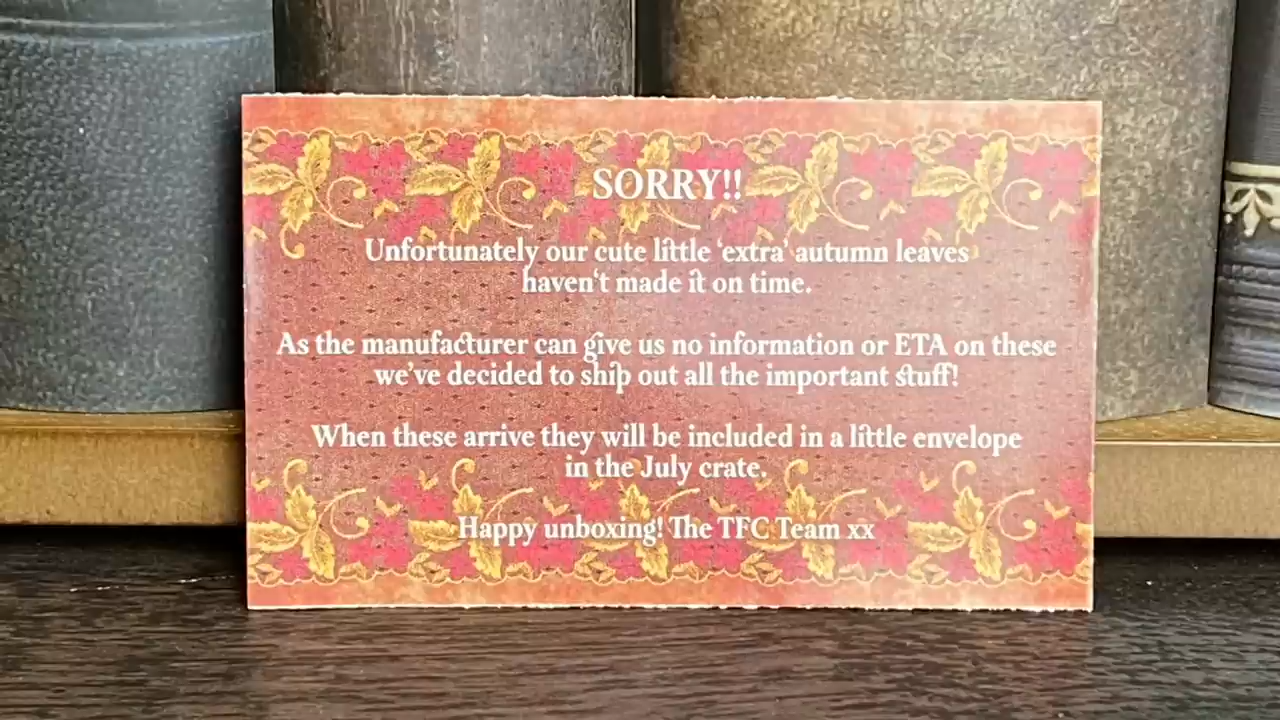 SORRY!!
Unfortunately our cute little ‘extra’ autumn leaves
haven‘t made it on time.
As the manufacturer can give us no information or ETA on these
we’ve decided to ship out all the important stuff!
When these arrive they will be included in a little envelope
in the July crate.
Happy unboxing! The TFC Team xx